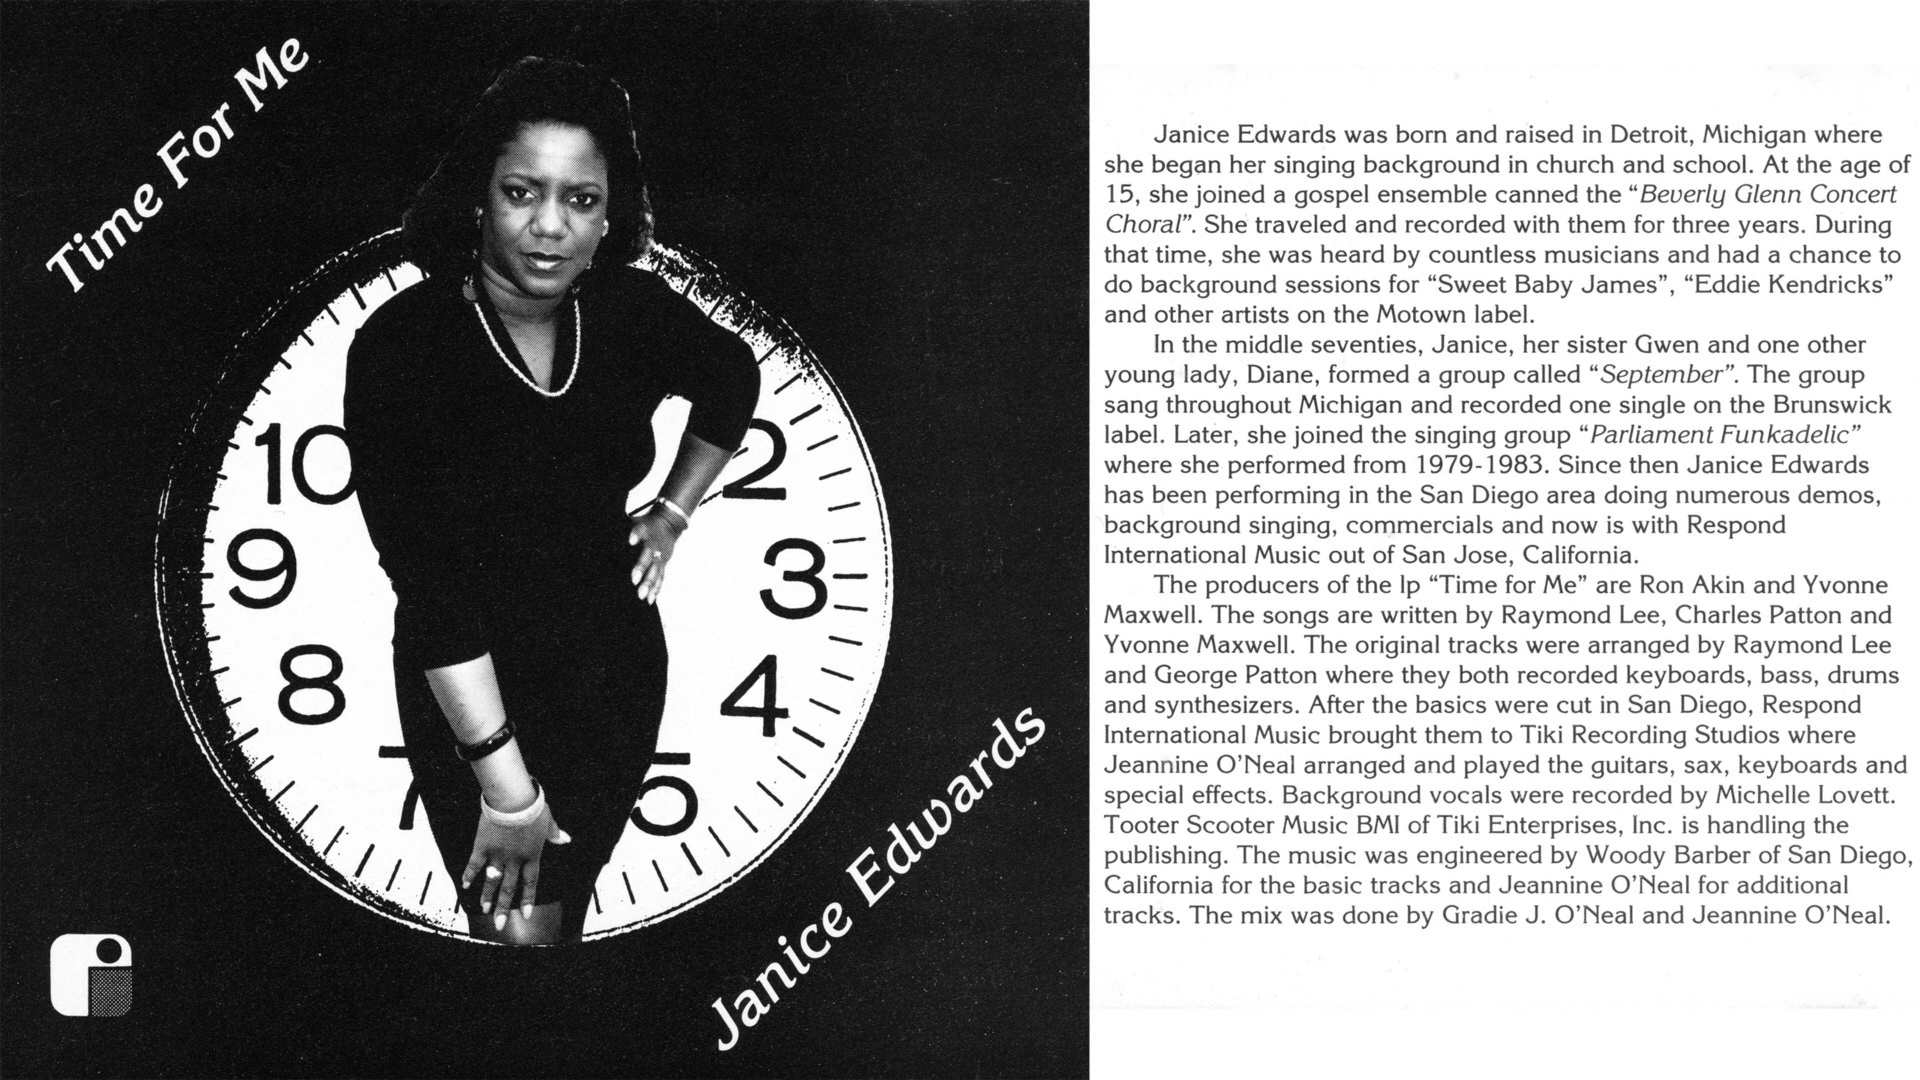 Time For Me
10
2
9
3
8
4
7
5
Janice Edwards
Janice Edwards was born and raised in Detroit, Michigan where
she began her singing background in church and school. At the age of
15, she joined a gospel ensemble canned the “Beverly Glenn Concert
Choral”. She traveled and recorded with them for three years. During
that time, she was heard by countless musicians and had a chance to
do background sessions for “Sweet Baby James”, “Eddie Kendricks”
and other artists on the Motown label.
In the middle seventies, Janice, her sister Gwen and one other
young lady, Diane, formed a group called “September”. The group
sang throughout Michigan and recorded one single on the Brunswick
label. Later, she joined the singing group “Parliament Funkadelic”
where she performed from 1979-1983. Since then Janice Edwards
has been performing in the San Diego area doing numerous demos,
background singing, commercials and now is with Respond
International Music out of San Jose, California.
The producers of the lp “Time for Me” are Ron Akin and Yvonne
Maxwell. The songs are written by Raymond Lee, Charles Patton and
Yvonne Maxwell. The original tracks were arranged by Raymond Lee
and George Patton where they both recorded keyboards, bass, drums
and synthesizers. After the basics were cut in San Diego, Respond
International Music brought them to Tiki Recording Studios where
Jeannine O’Neal arranged and played the guitars, sax, keyboards and
special effects. Background vocals were recorded by Michelle Lovett.
Tooter Scooter Music BMI of Tiki Enterprises, Inc. is handling the
publishing. The music was engineered by Woody Barber of San Diego,
California for the basic tracks and Jeannine O’Neal for additional
tracks. The mix was done by Gradie J. O’Neal and Jeannine O’Neal.